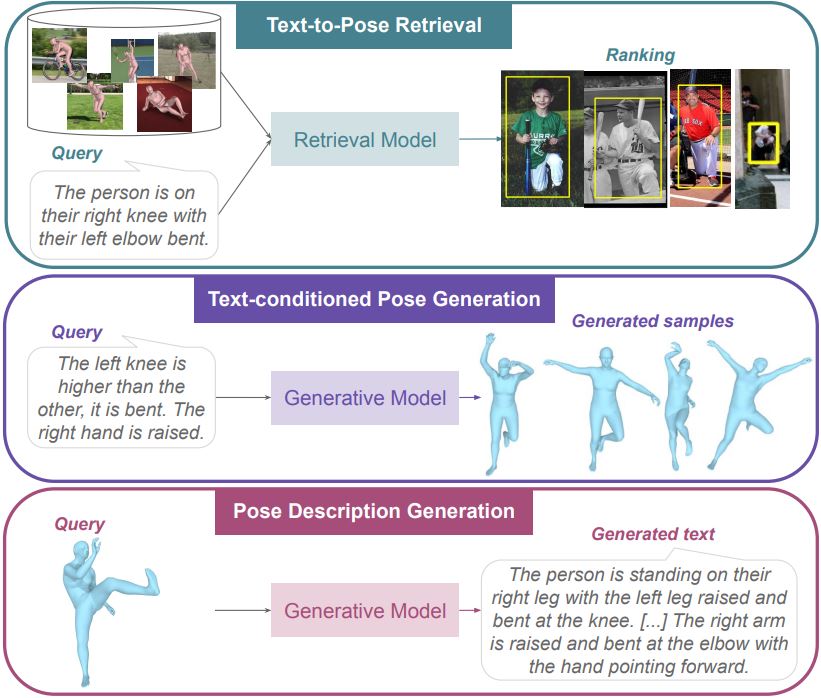 Text-to-Pose Retrieval
Ranking
Retrieval Model
Query
The person is on
their right knee with
their left elbow bent.
RED SOX
Text-conditioned Pose Generation
Query
Generated samples
The left knee is
higher than the
other, it is bent. The
right hand is raised.
Generative Model
Pose Description Generation
Query
Generated text
Generative Model
The person is standing on their
right leg with the left leg raised and
bent at the knee. [...] The right arm
is raised and bent at the elbow with
the hand pointing forward.